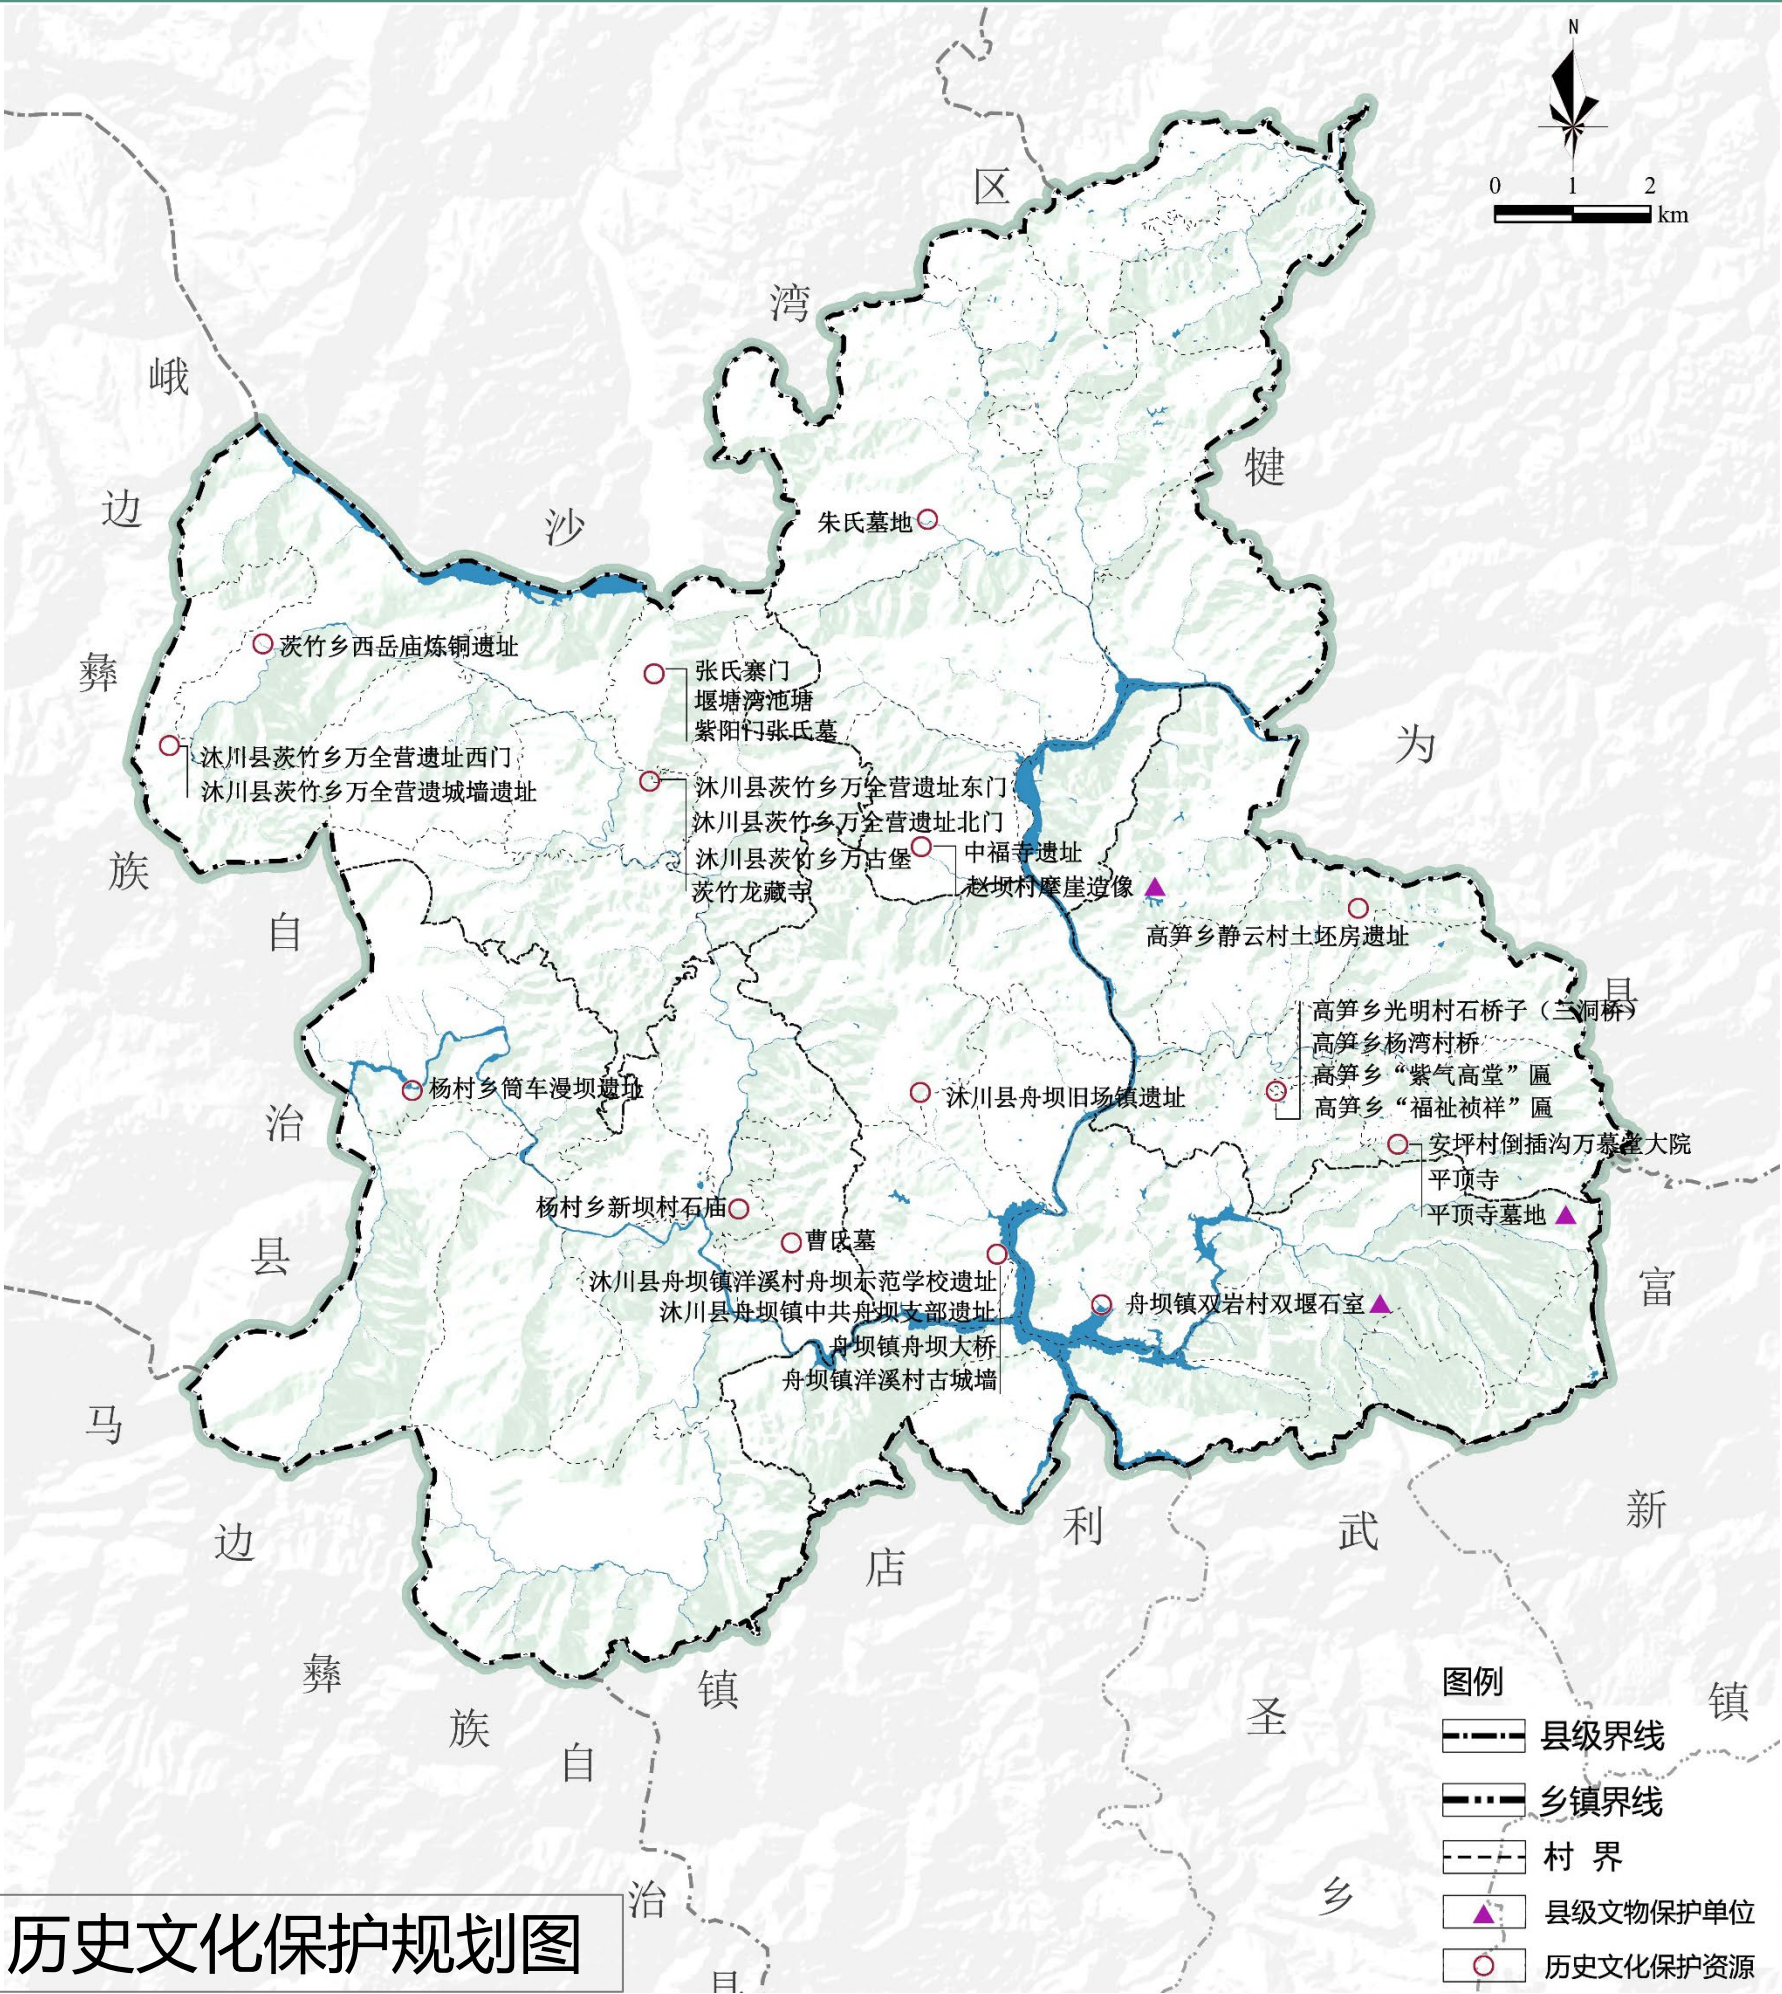 N
0 1 2
km
区
湾
峨
犍
边
沙
朱氏墓地
茨竹乡西岳庙炼铜遗址
彝
张氏寨门
堰塘湾池塘
紫阳门张氏墓
为
沐川县茨竹乡万全营遗址西门
沐川县茨竹乡万全营遗城墙遗址
沐川县茨竹乡万全营遗址东门
沐川县茨竹乡万全营遗址北门
沐川县茨竹乡万古堡
茨竹龙藏寺
中福寺遗址
赵坝村摩崖造像
族
自
高笋乡静云村土坯房遗址
县
高笋乡光明村石桥子（三洞桥）
高笋乡杨湾村桥
高笋乡“紫气高堂”匾
高笋乡“福祉祯祥”匾
杨村乡筒车漫坝遗址
沐川县舟坝旧场镇遗址
治
安坪村倒插沟万慕堂大院
平顶寺
平顶寺墓地
杨村乡新坝村石庙
曹氏墓
县
沐川县舟坝镇洋溪村舟坝示范学校遗址
沐川县舟坝镇中共舟坝支部遗址
舟坝镇舟坝大桥
舟坝镇洋溪村古城墙
舟坝镇双岩村双堰石室
富
马
新
边
店
利
武
彝
镇
族
自
圣
镇
乡
治
县
图例
县级界线
乡镇界线
村 界
县级文物保护单位
历史文化保护资源
历史文化保护规划图